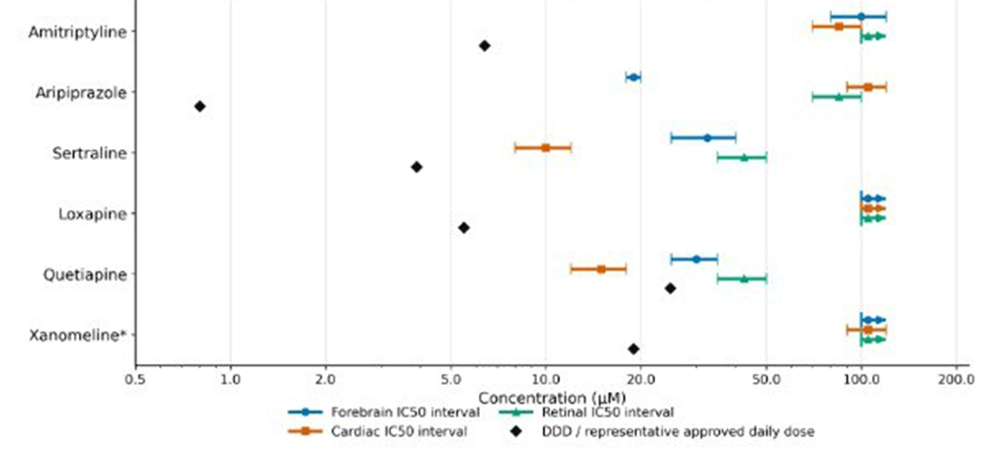 Amitriptyline
Aripiprazole
Sertraline
Loxapine
Quetiapine
Xanomeline*
0.5 1.0 2.0 5.0 10.0 20.0 50.0 100.0 200.0
Concentration (µM)
Forebrain IC50 interval Retinal IC50 interval
Cardiac IC50 interval DDD / representative approved daily dose